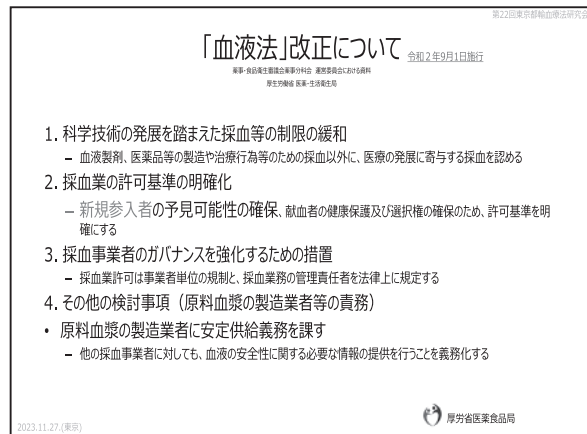 第22回東京都輸血療法研究会
「血液法」改正について 令和2年9月1日施行
薬事・食品衛生審議会薬事分科会 運営委員会における資料
厚生労働省 医薬・生活衛生局
1. 科学技術の発展を踏まえた採血等の制限の緩和
– 血液製剤、医薬品等の製造や治療行為等のための採血以外に、医療の発展に寄与する採血を認める
2. 採血業の許可基準の明確化
– 新規参入者の予見可能性の確保、献血者の健康保護及び選択権の確保のため、許可基準を明
確にする
3. 採血事業者のガバナンスを強化するための措置
– 採血業許可は事業者単位の規制と、採血業務の管理責任者を法律上に規定する
4. その他の検討事項（原料血漿の製造業者等の責務）
• 原料血漿の製造業者に安定供給義務を課す
– 他の採血事業者に対しても、血液の安全性に関する必要な情報の提供を行うことを義務化する
厚労省医薬食品局
2023.11.27.(東京)